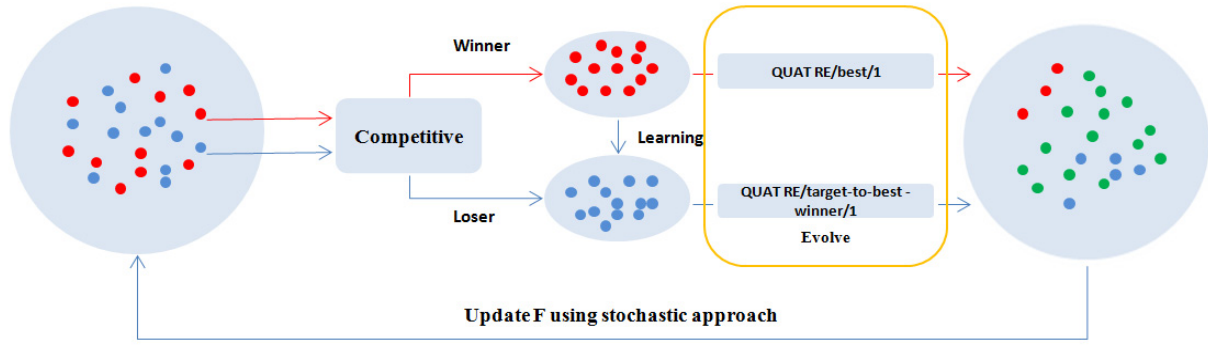 Winner
QUAT RE/best/1
Competitive
Learning
Loser
QUAT RE/target-to-best -
winner/1
Evolve
Update F using stochastic approach